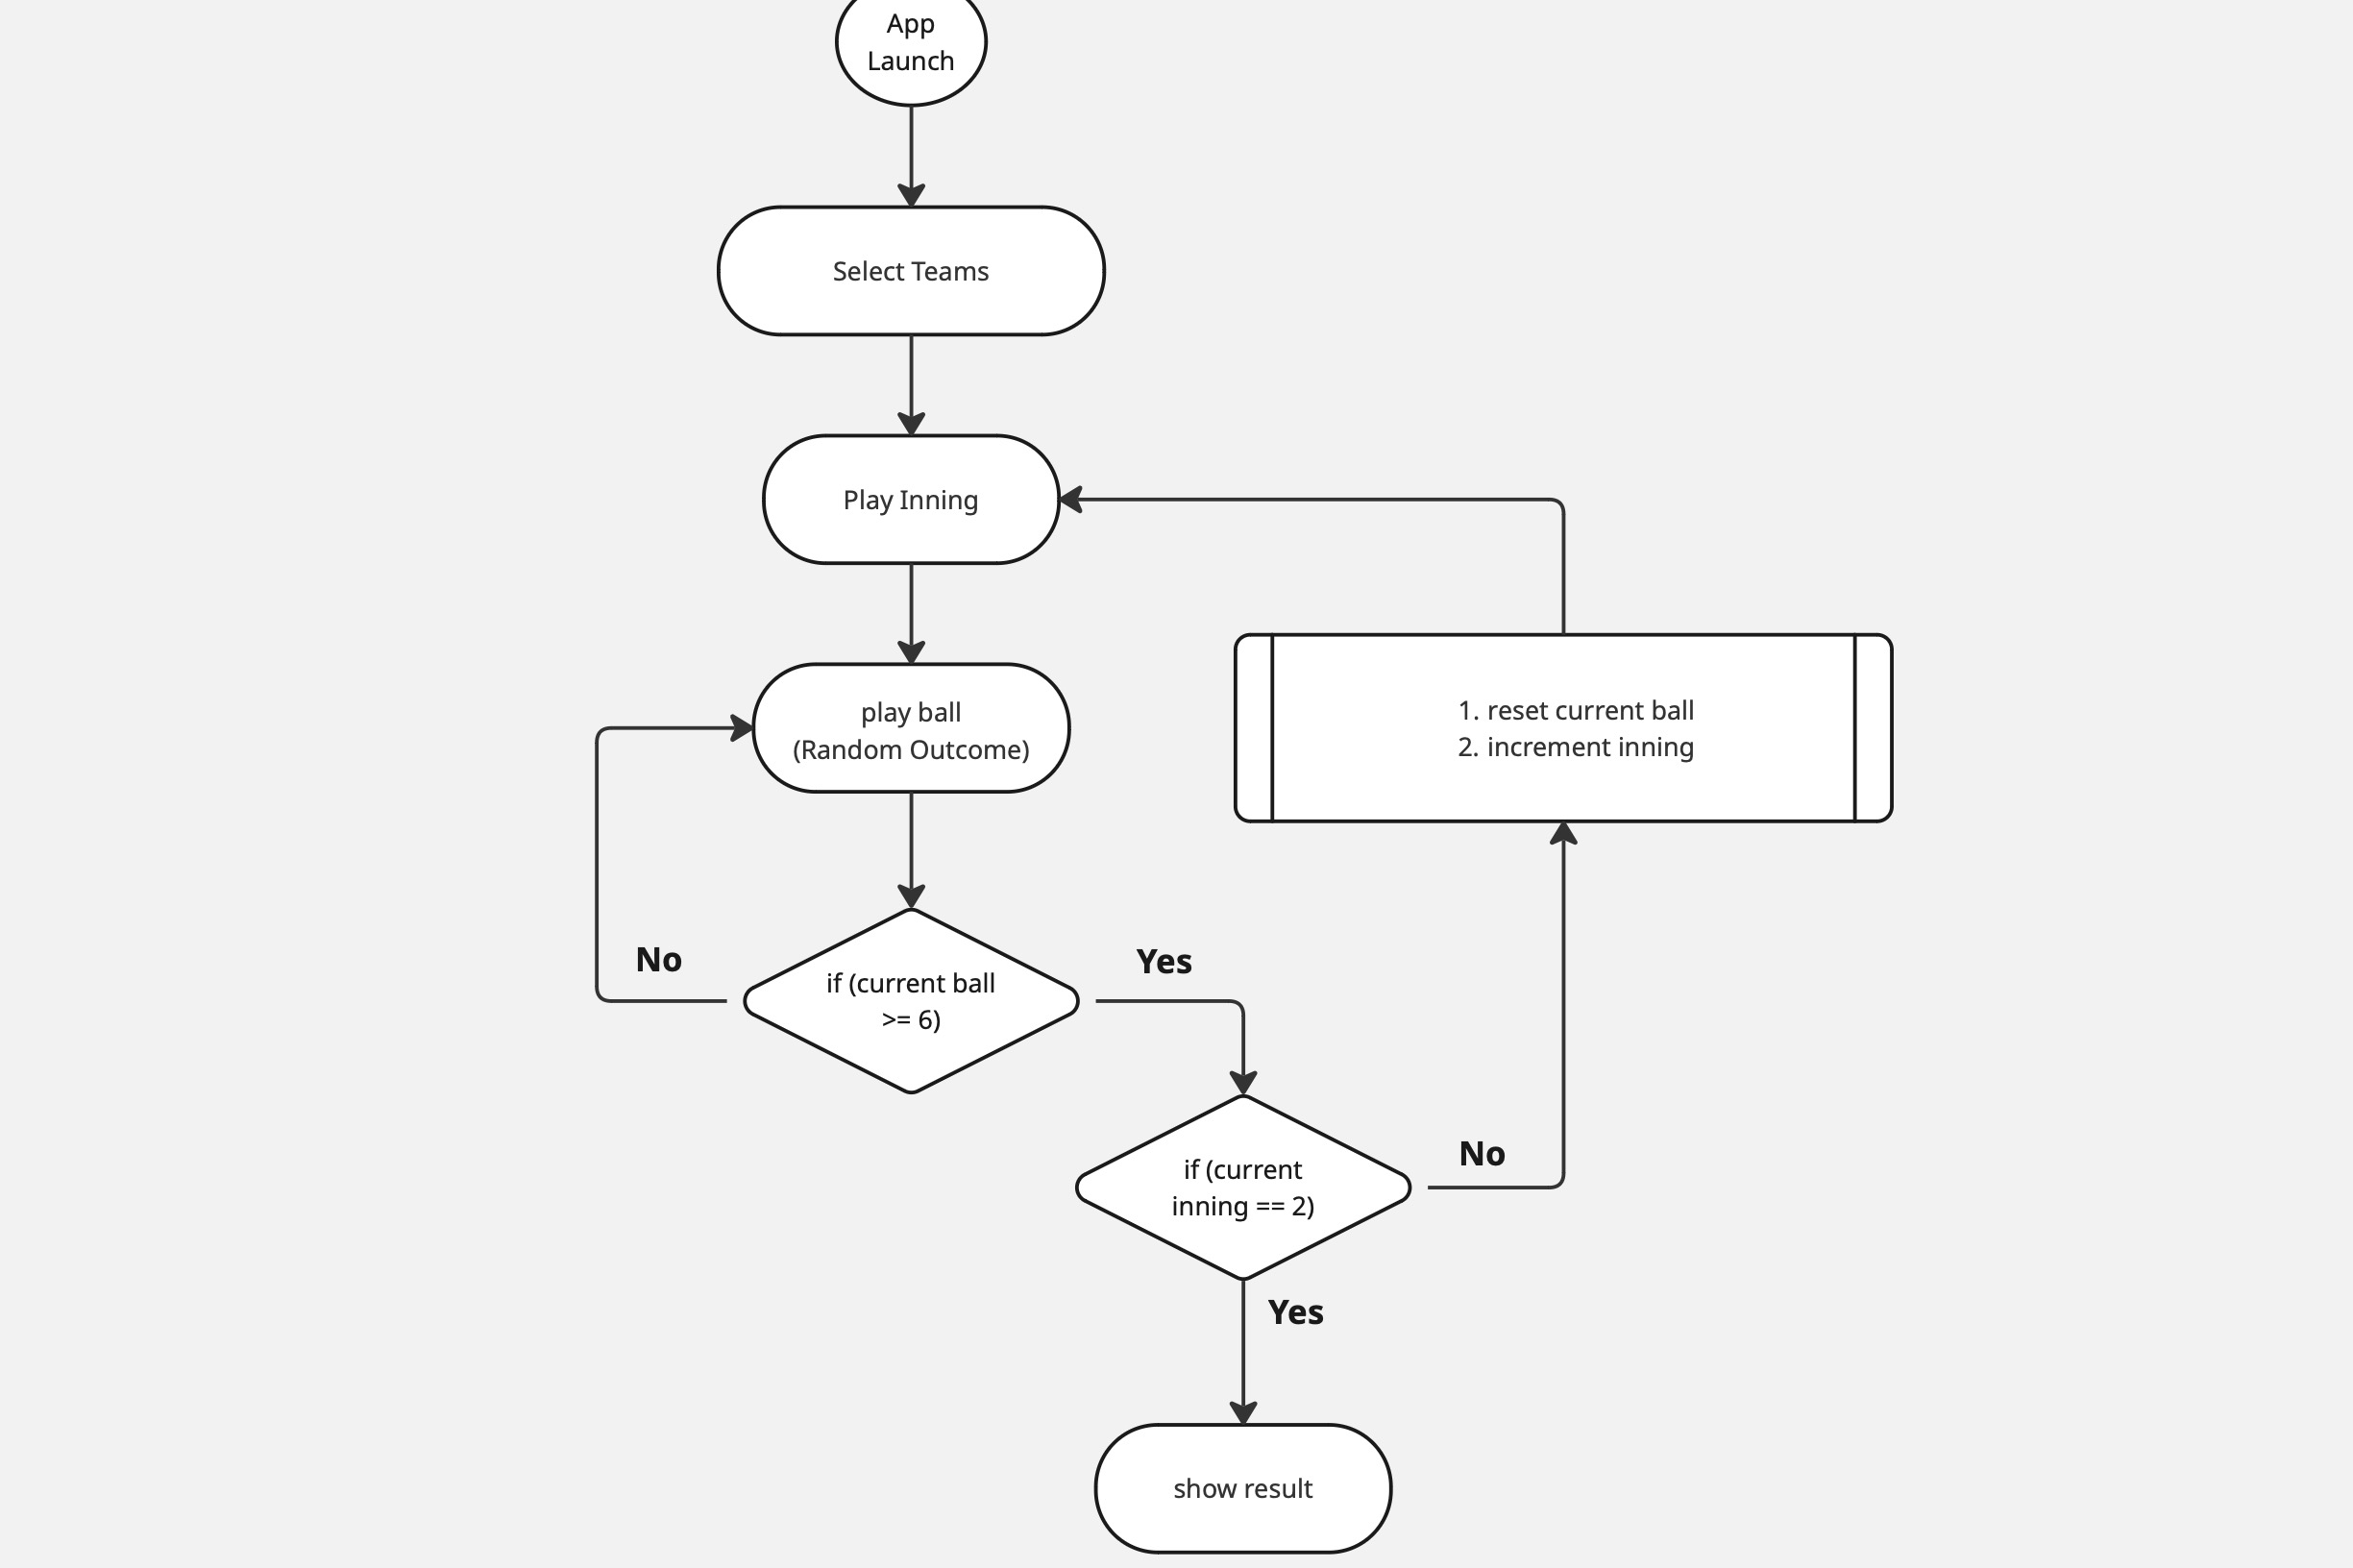 App
Launch
Select Teams
Play Inning
play ball
(Random Outcome)
1. reset current ball
2. increment inning
No
Yes
if (current ball
>= 6)
No
if (current
inning == 2)
Yes
show result